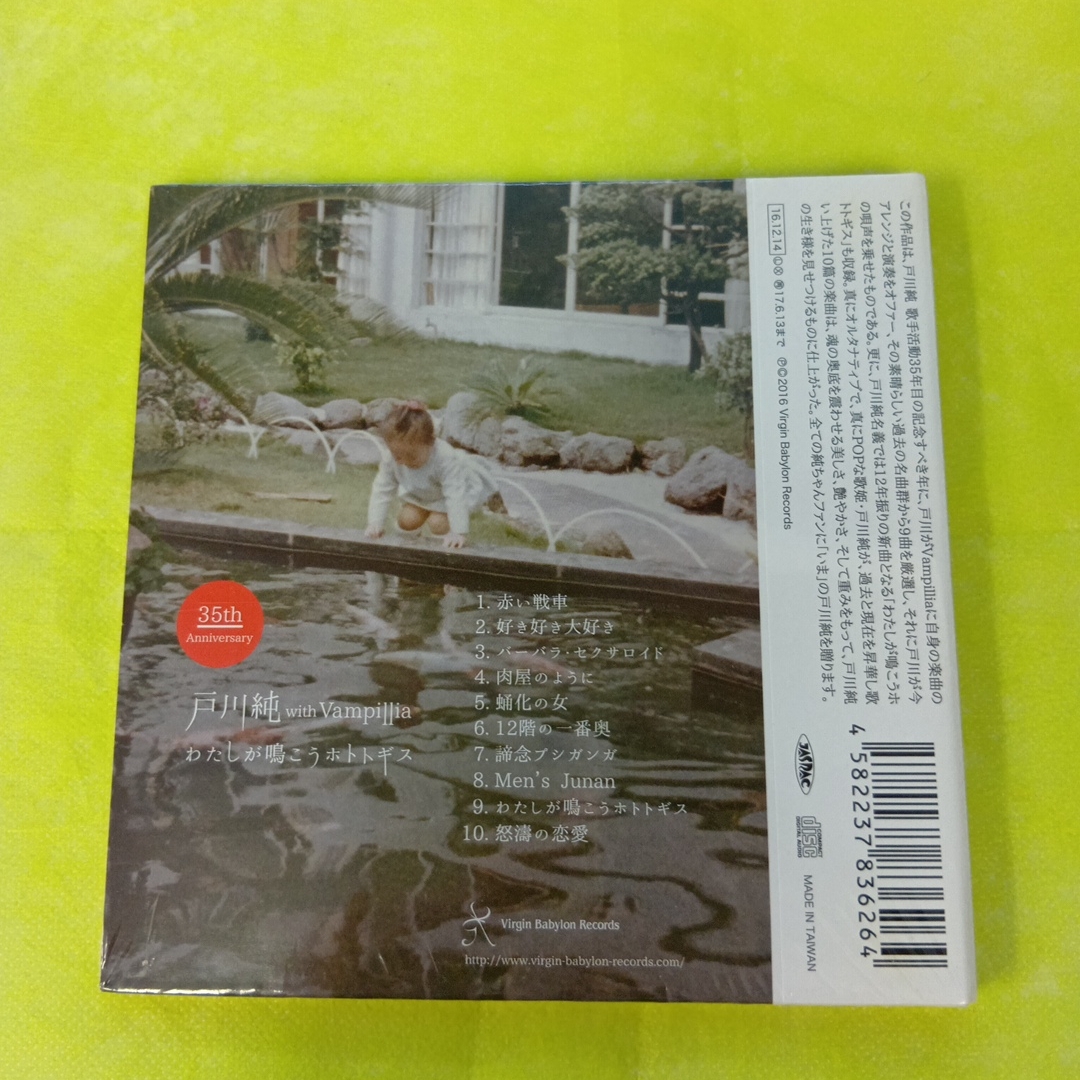 35th
Anniversary
戸川純 with Vampillia
わたしが鳴こうホトトギス
1. 赤い戦車
2. 好き好き大好き
3. バーバラ・セクサロイド
4. 肉屋のように
5. 蛹化の女
6. 12階の一番奥
7. 諦念プシガンガ
8. Men's Junan
9. わたしが鳴こうホトトギス
10. 怒濤の恋愛
Virgin Babylon Records
http://www.virgin-babylon-records.com/
この作品は、戸川純 歌手活動35年目の記念すべき年に、戸川がVampilliaに自身の楽曲の
アレンジと演奏をオファー、その素晴らしい過去の名曲群から9曲を厳選し、それに戸川が今
の唄声を乗せたものである。更に、戸川純名義では12年振りの新曲となる「わたしが鳴こうホ
トトギス」も収録。真にオルタナティブで、真にPOPな歌姫・戸川純が、過去と現在を昇華し歌
い上げた10篇の楽曲は、魂の奥底を震わせる美しさ、艶やかさ、そして重みをもって、戸川純
の生き様を見せつけるものに仕上がった。全ての純ちゃんファンに「いま」の戸川純を贈ります。
16.12.14 Ⓨ17.6.13まで ℗©2016 Virgin Babylon Records
JASRAC
COMPACT
disc
DIGITAL AUDIO
MADE IN TAIWAN
4 582237 836264